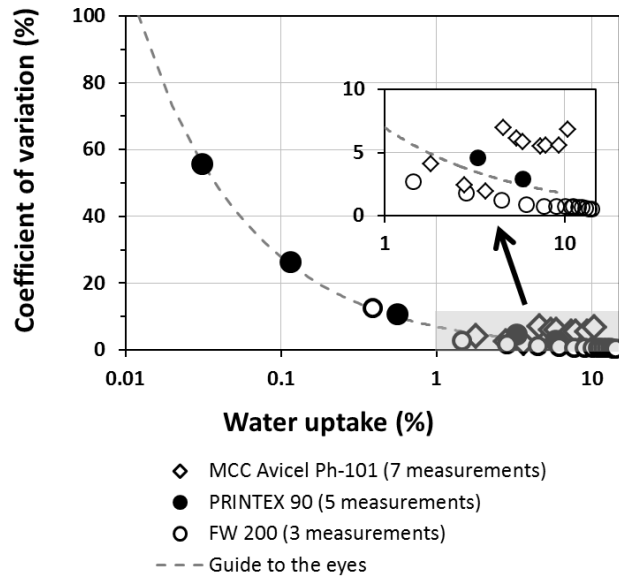 Coefficient of variation (%)
100
80
60
40
20
0
10
5
0
1
10
0.01
0.1
1
10
Water uptake (%)
MCC Avicel Ph-101 (7 measurements)
PRINTEX 90 (5 measurements)
FW 200 (3 measurements)
Guide to the eyes